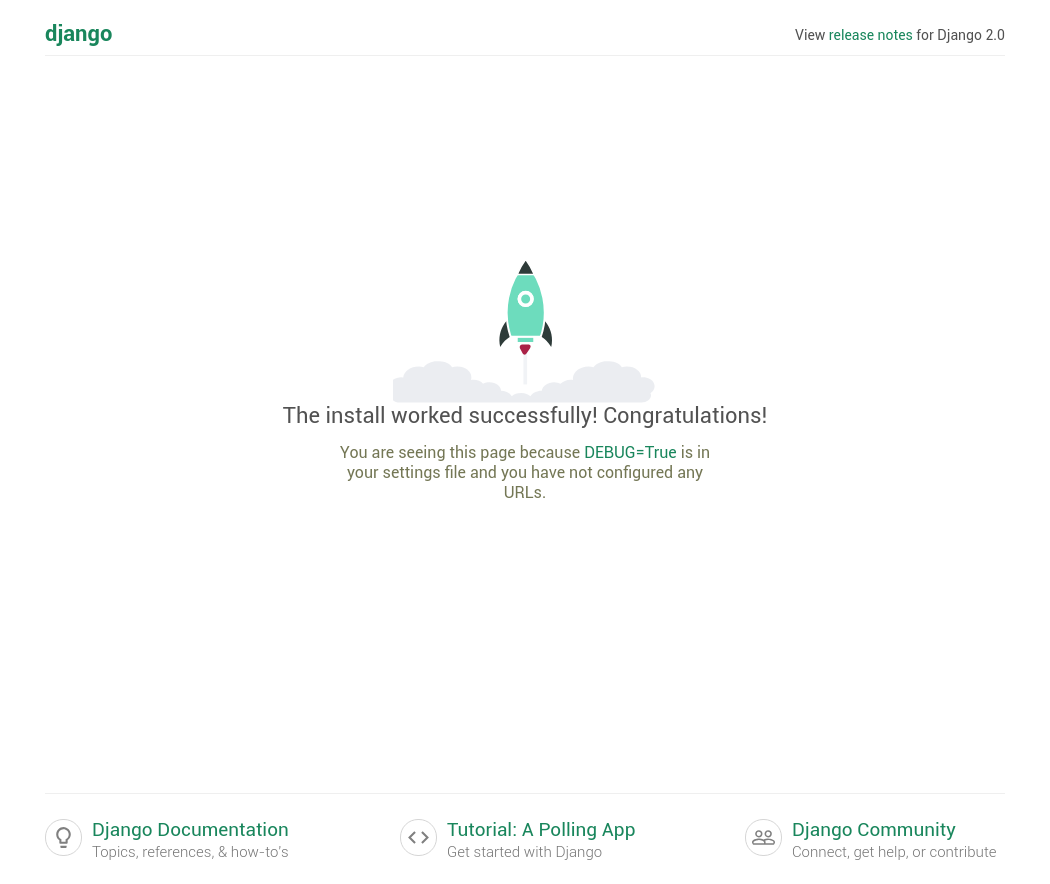 django
View release notes for Django 2.0
The install worked successfully! Congratulations!
You are seeing this page because DEBUG=True is in
your settings file and you have not configured any
URLs.
Django Documentation
Topics, references, & how-to's
Tutorial: A Polling App
Get started with Django
Django Community
Connect, get help, or contribute